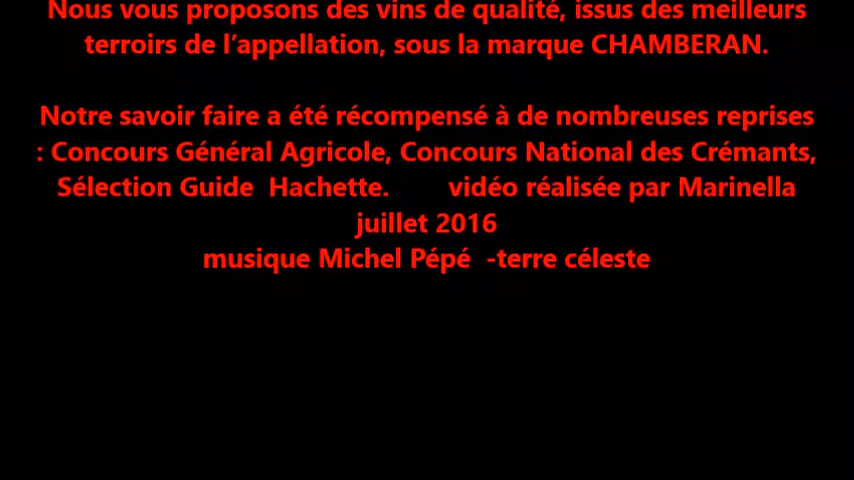 Nous vous proposons des vins de qualité, issus des meilleurs
terroirs de l’appellation, sous la marque CHAMBERAN.
Notre savoir faire a été récompensé à de nombreuses reprises
: Concours Général Agricole, Concours National des Crémants,
Sélection Guide  Hachette.        vidéo réalisée par Marinella
juillet 2016
musique Michel Pépé  -terre céleste